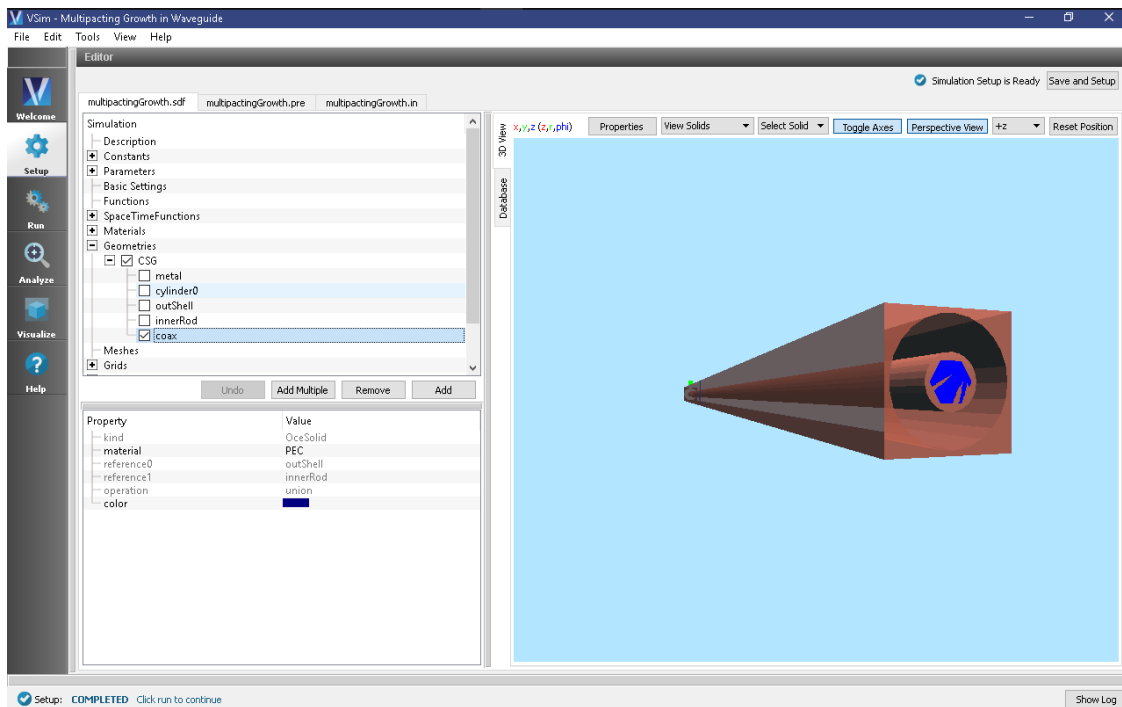 VSim - Multipacting Growth in Waveguide
File Edit Tools View Help
Editor
Simulation Setup is Ready Save and Setup
multipactingGrowth.sdf multipactingGrowth.pre multipactingGrowth.in
Welcome
Setup
Run
Analyze
Visualize
Help
Simulation
Description
Constants
Parameters
Basic Settings
Functions
SpaceTimeFunctions
Materials
Geometries
CSG
metal
cylinder0
outShell
innerRod
coax
Meshes
Grids
Undo Add Multiple Remove Add
Property Value
kind OceSolid
material PEC
reference0 outShell
reference1 innerRod
operation union
color
3D View
Database
x,y,z (z,r,phi) Properties View Solids Select Solid Toggle Axes Perspective View +z Reset Position
Setup: COMPLETED Click run to continue
Show Log